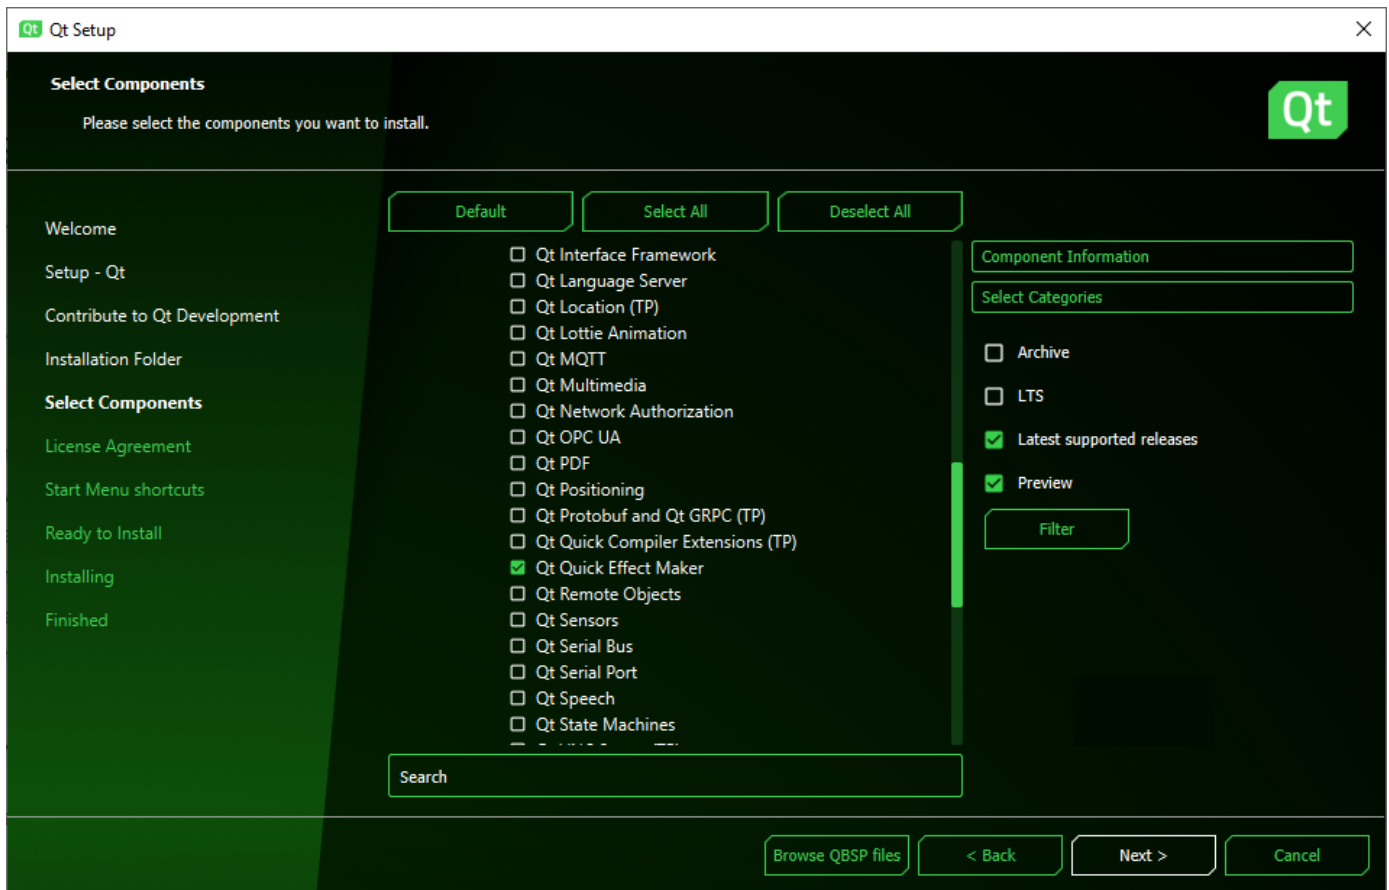 Qt Qt Setup
Select Components
Please select the components you want to install.
Qt
Welcome
Setup - Qt
Contribute to Qt Development
Installation Folder
Select Components
License Agreement
Start Menu shortcuts
Ready to Install
Installing
Finished
Default Select All Deselect All
Qt Interface Framework
Qt Language Server
Qt Location (TP)
Qt Lottie Animation
Qt MQTT
Qt Multimedia
Qt Network Authorization
Qt OPC UA
Qt PDF
Qt Positioning
Qt Protobuf and Qt GRPC (TP)
Qt Quick Compiler Extensions (TP)
Qt Quick Effect Maker
Qt Remote Objects
Qt Sensors
Qt Serial Bus
Qt Serial Port
Qt Speech
Qt State Machines
Search
Component Information
Select Categories
Archive
LTS
Latest supported releases
Preview
Filter
Browse QBSP files < Back Next > Cancel